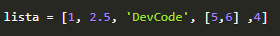 lista = [1, 2.5, 'DevCode', [5,6] ,4]